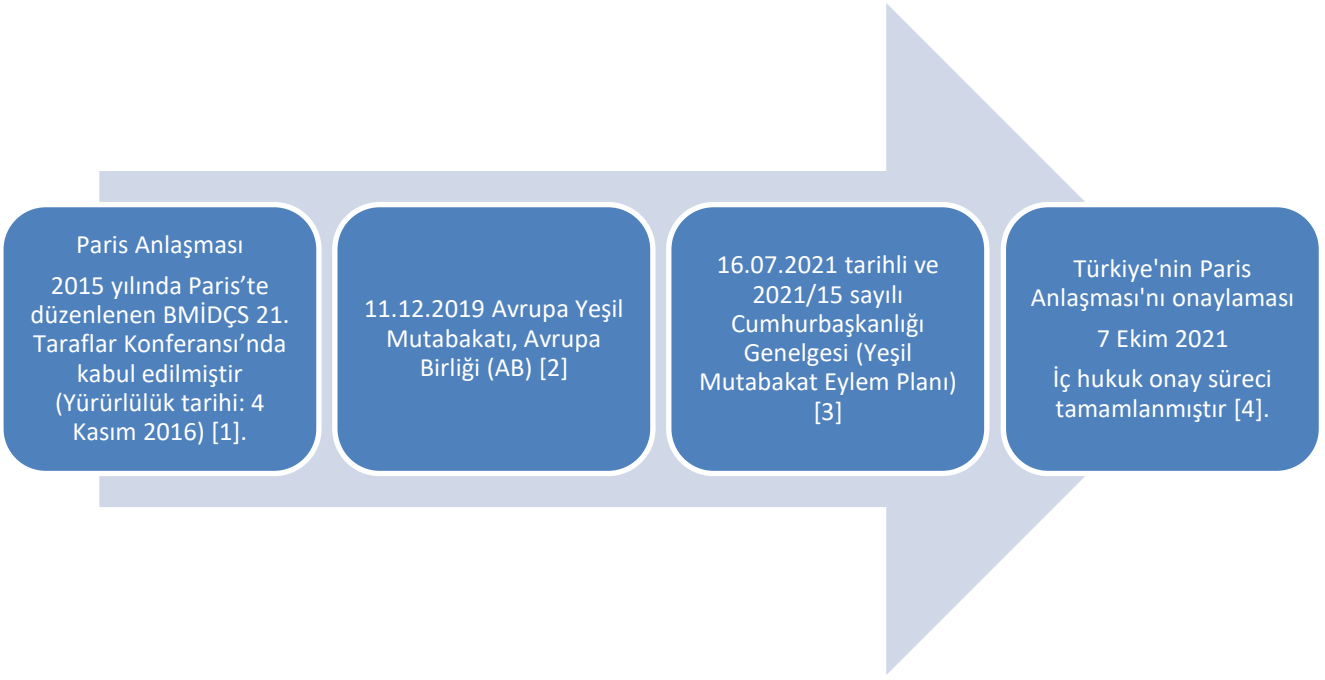 Paris Anlaşması
2015 yılında Paris’te
düzenlenen BMİDÇS 21.
Taraflar Konferansı’nda
kabul edilmiştir
(Yürürlülük tarihi: 4
Kasım 2016) [1].
11.12.2019 Avrupa Yeşil
Mutabakatı, Avrupa
Birliği (AB) [2]
16.07.2021 tarihli ve
2021/15 sayılı
Cumhurbaşkanlığı
Genelgesi (Yeşil
Mutabakat Eylem Planı)
[3]
Türkiye'nin Paris
Anlaşması'nı onaylaması
7 Ekim 2021
İç hukuk onay süreci
tamamlanmıştır [4].